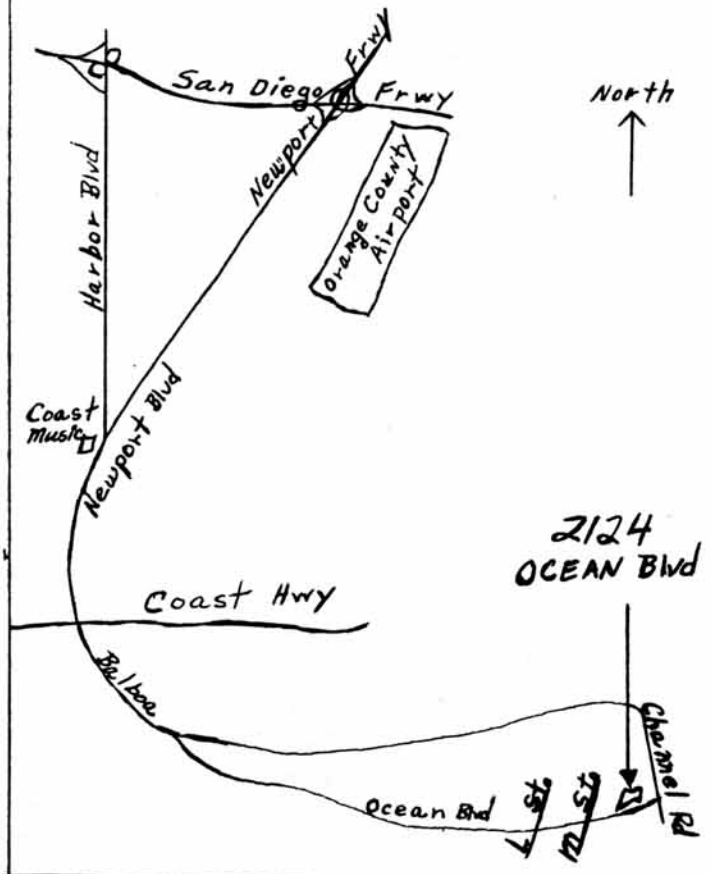 Frwy
San Diego Frwy
North
Newport
Orange County
Airport
Harbor Blvd
Coast
Music
Newport Blvd
2124
OCEAN Blvd
Coast Hwy
Balboa
Channel Rd
Ocean Blvd
L St
M St